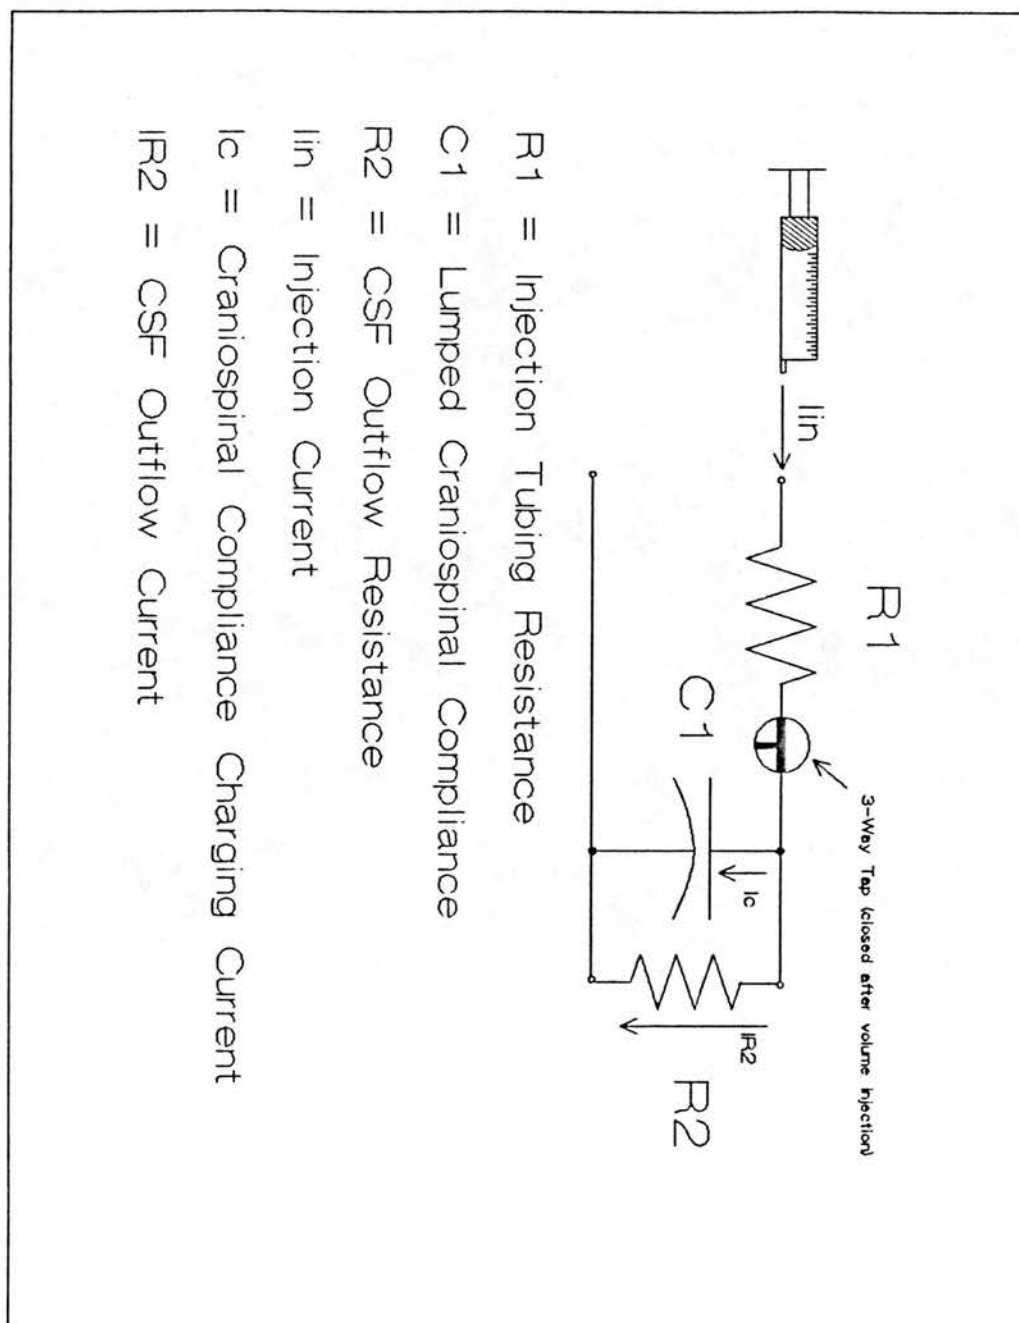 3-Way Tap (closed after volume injection)
R1
Iin
C1
Ic
IR2
R2
R1 = Injection Tubing Resistance
C1 = Lumped Craniospinal Compliance
R2 = CSF Outflow Resistance
Iin = Injection Current
Ic = Craniospinal Compliance Charging Current
IR2 = CSF Outflow Current